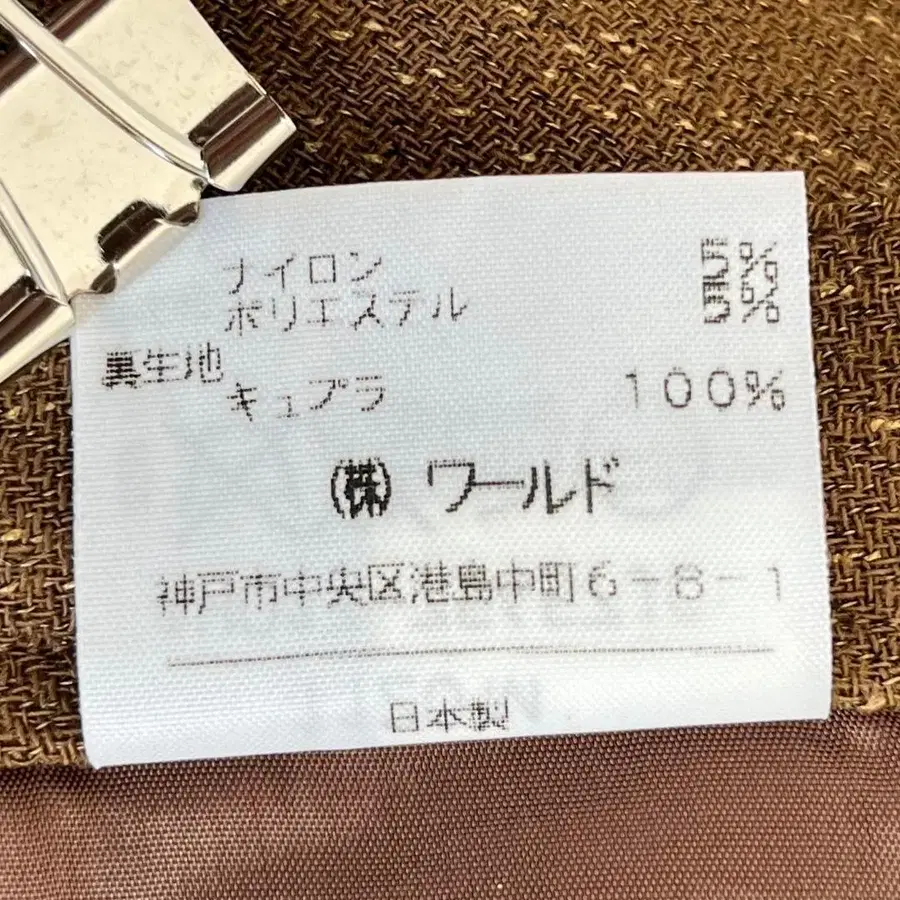 ナイロン 5%
ポリエステル 5%
裏生地
キュプラ 100%
㈱ ワールド
神戸市中央区港島中町6-8-1
日本製